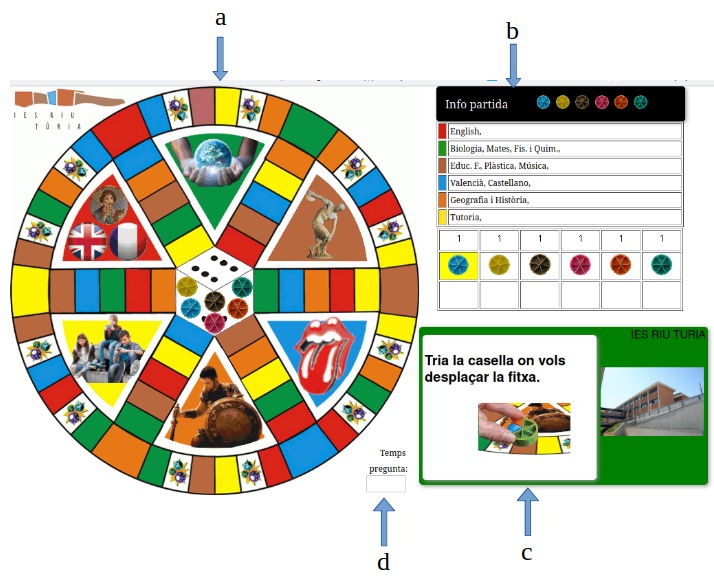 a
b
IES RIU
TÚRIA
Info partida
English,
Biologia, Mates, Fis. i Quim.,
Educ. F., Plàstica, Música,
Valencià, Castellano,
Geografia i Història,
Tutoria,
1 1 1 1 1 1
IES RIU TURIA
Tria la casella on vols
desplaçar la fitxa.
Temps
pregunta:
d
c